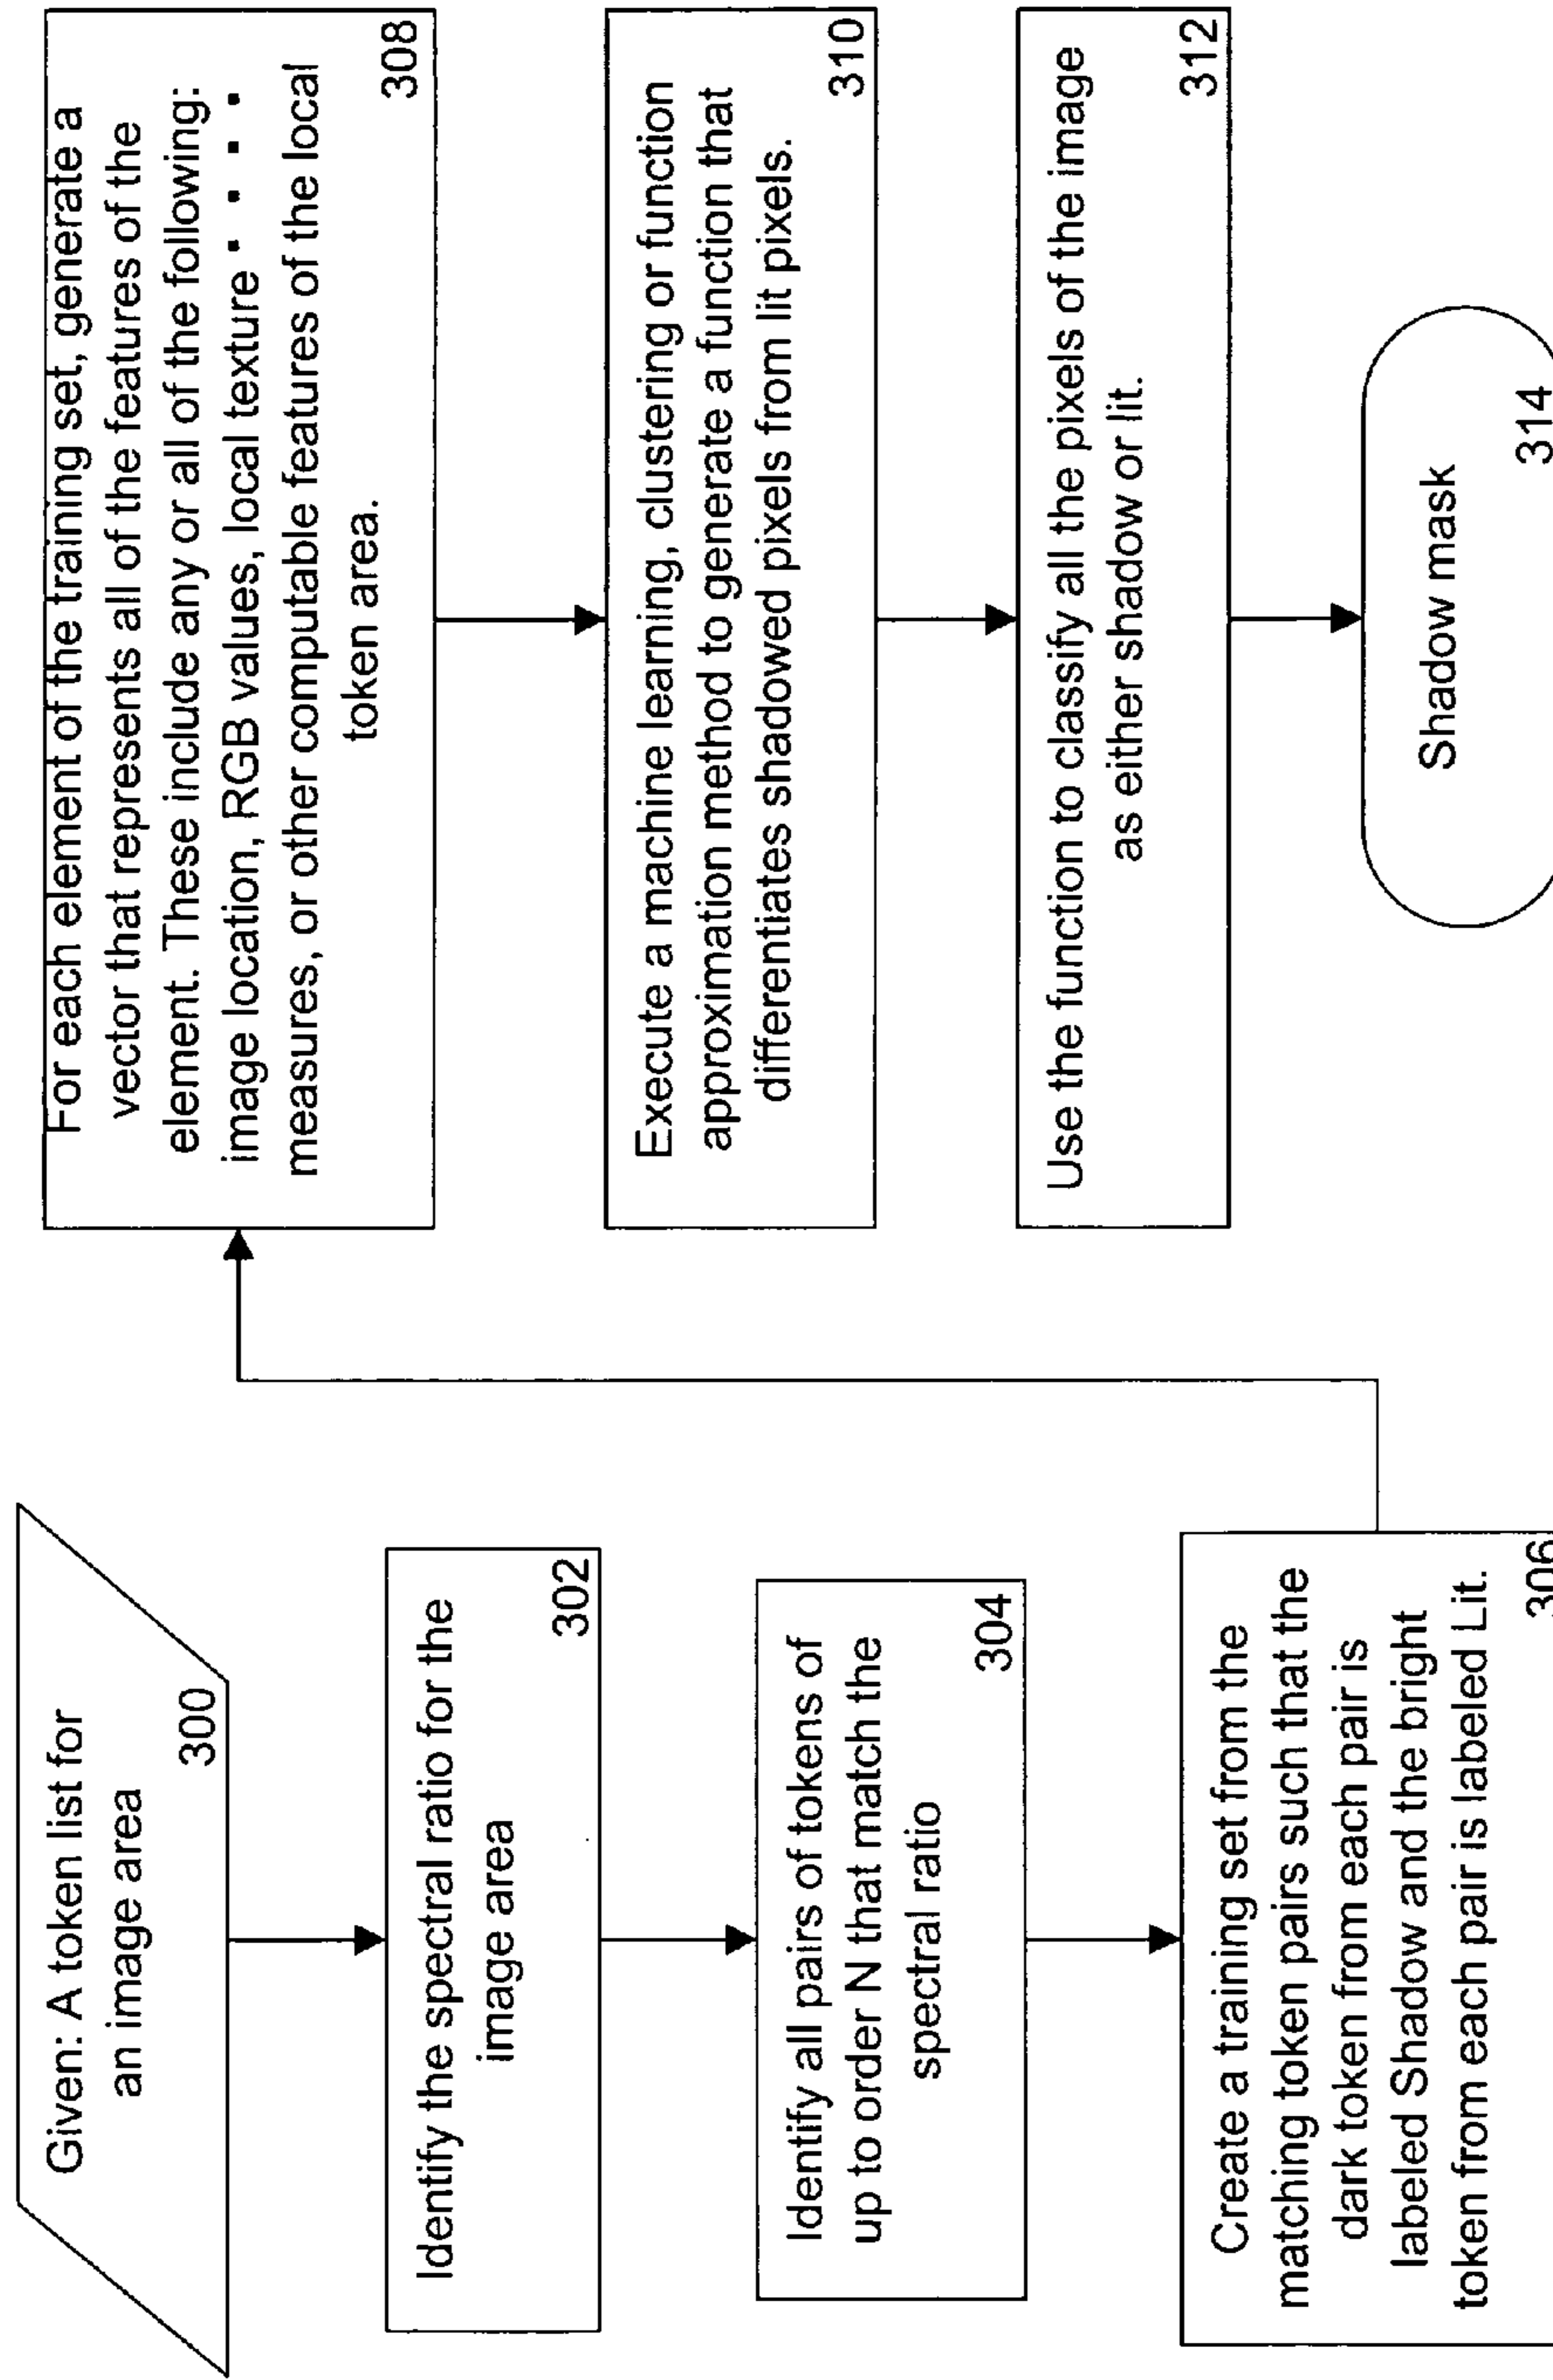 Given: A token list for
an image area
300
Identify the spectral ratio for the
image area
302
Identify all pairs of tokens of
up to order N that match the
spectral ratio
304
Create a training set from the
matching token pairs such that the
dark token from each pair is
labeled Shadow and the bright
token from each pair is labeled Lit.
306
For each element of the training set, generate a
vector that represents all of the features of the
element. These include any or all of the following:
image location, RGB values, local texture . . . . .
measures, or other computable features of the local
token area.
308
Execute a machine learning, clustering or function
approximation method to generate a function that
differentiates shadowed pixels from lit pixels.
310
Use the function to classify all the pixels of the image
as either shadow or lit.
312
Shadow mask
314